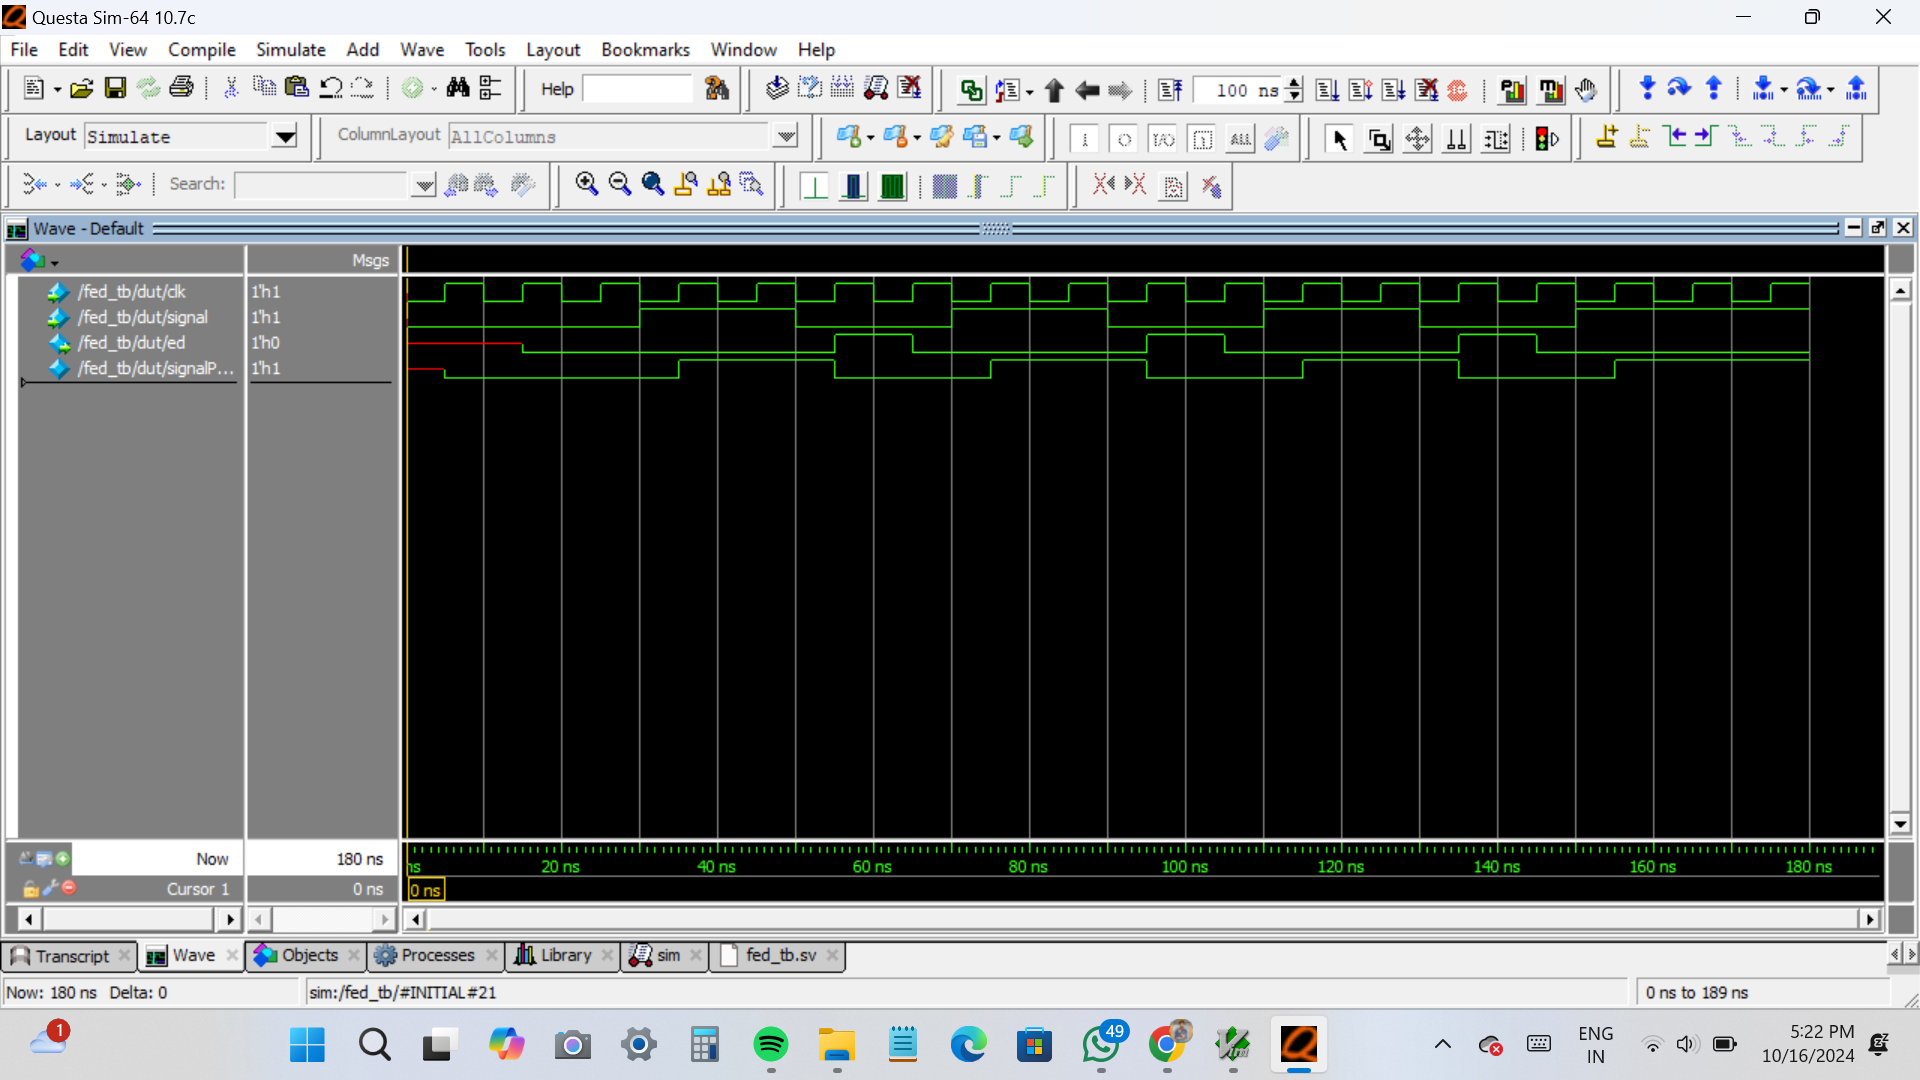 Questa Sim-64 10.7c
File Edit View Compile Simulate Add Wave Tools Layout Bookmarks Window Help
Help
100 ns
Layout Simulate
ColumnLayout AllColumns
ALL
Search:
Wave - Default
Msgs
/fed_tb/dut/clk 1'h1
/fed_tb/dut/signal 1'h1
/fed_tb/dut/ed 1'h0
/fed_tb/dut/signalP... 1'h1
Now 180 ns
ns 20 ns 40 ns 60 ns 80 ns 100 ns 120 ns 140 ns 160 ns 180 ns
Cursor 1 0 ns
0 ns
Transcript Wave Objects Processes Library sim fed_tb.sv
Now: 180 ns Delta: 0
sim:/fed_tb/#INITIAL#21
0 ns to 189 ns
1
49
ENG
IN
5:22 PM
10/16/2024